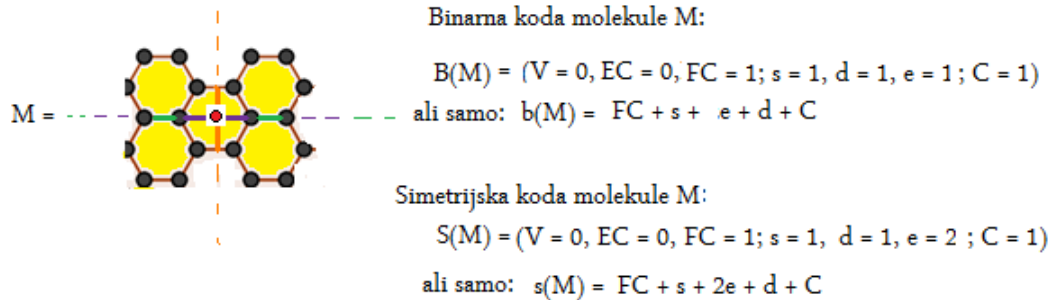 Binarna koda molekule M:
B(M) = (V = 0, EC = 0, FC = 1; s = 1, d = 1, e = 1 ; C = 1)
M =
ali samo: b(M) = FC + s + .e + d + C
Simetrijska koda molekule M:
S(M) = (V = 0, EC = 0, FC = 1; s = 1, d = 1, e = 2 ; C = 1)
ali samo: s(M) = FC + s + 2e + d + C